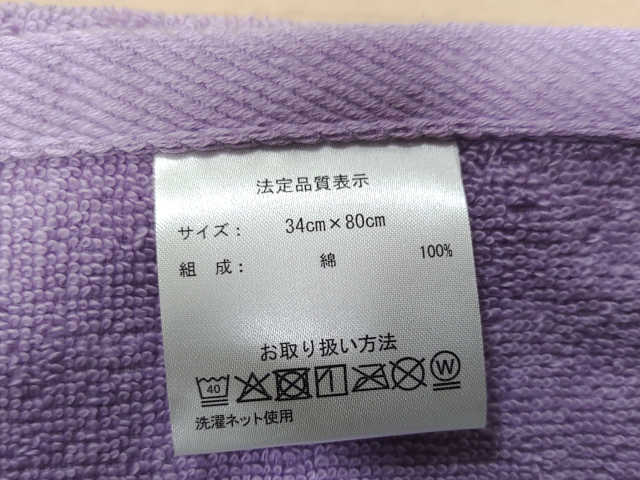 法定品質表示
サイズ： 34cm×80cm
組 成： 綿 100%
お取り扱い方法
40 W
洗濯ネット使用